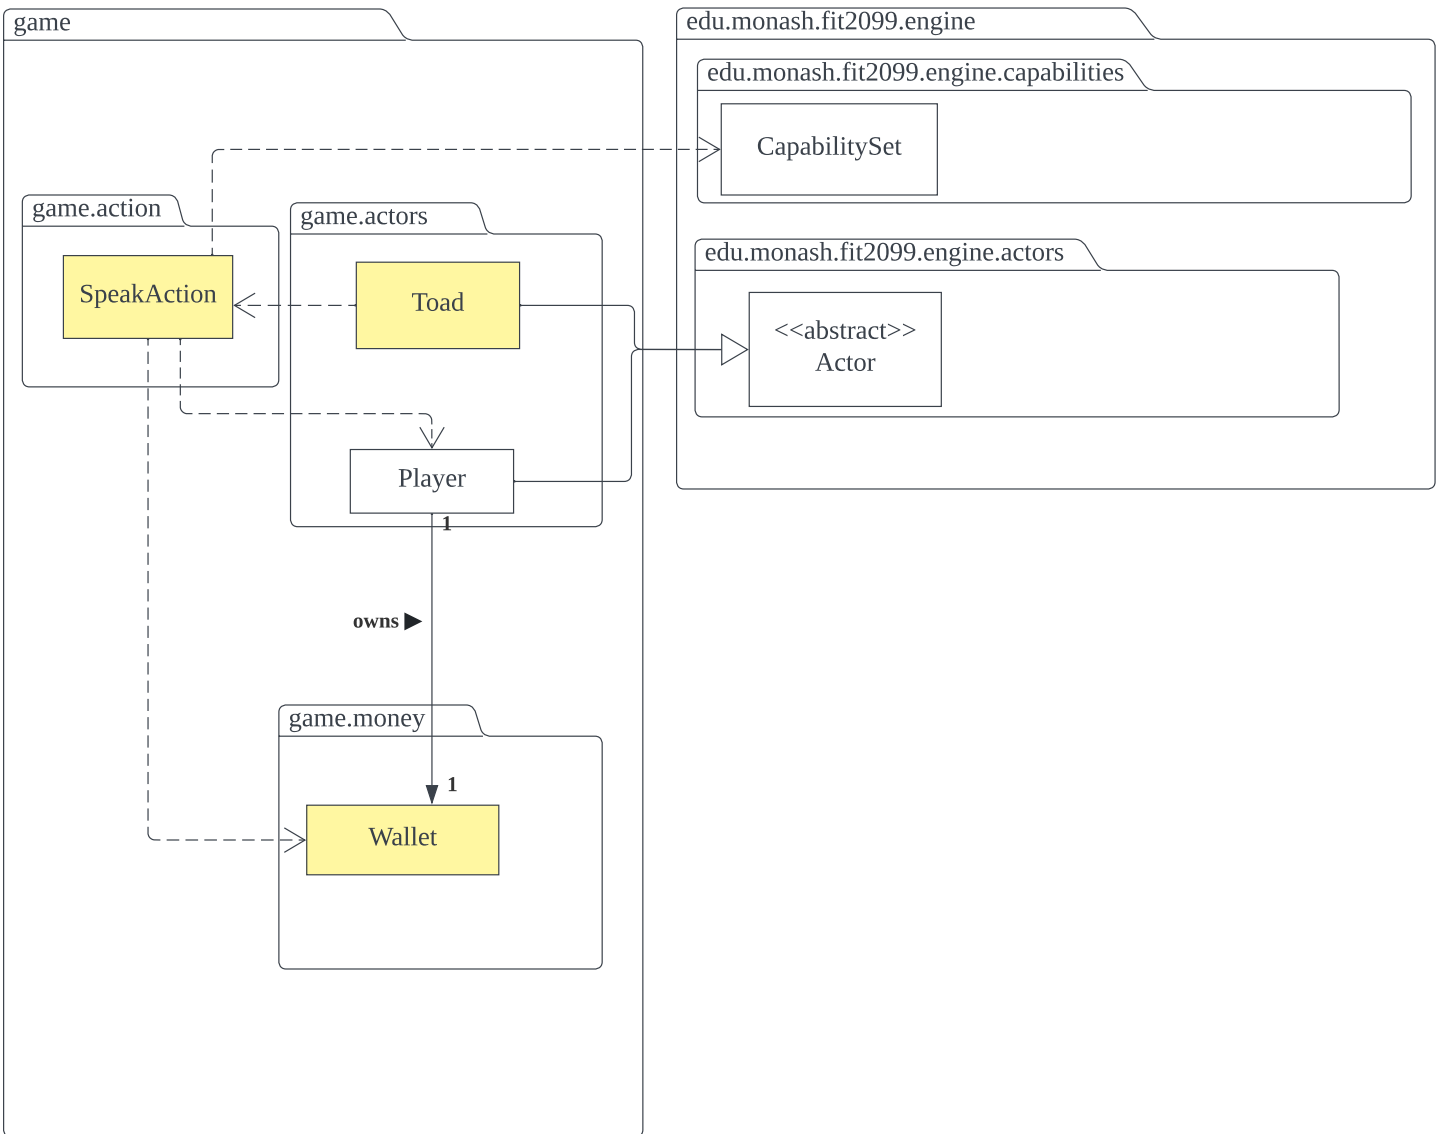 game
edu.monash.fit2099.engine
edu.monash.fit2099.engine.capabilities
CapabilitySet
game.action
game.actors
edu.monash.fit2099.engine.actors
SpeakAction
Toad
<<abstract>>
Actor
Player
1
owns ▶
game.money
1
Wallet